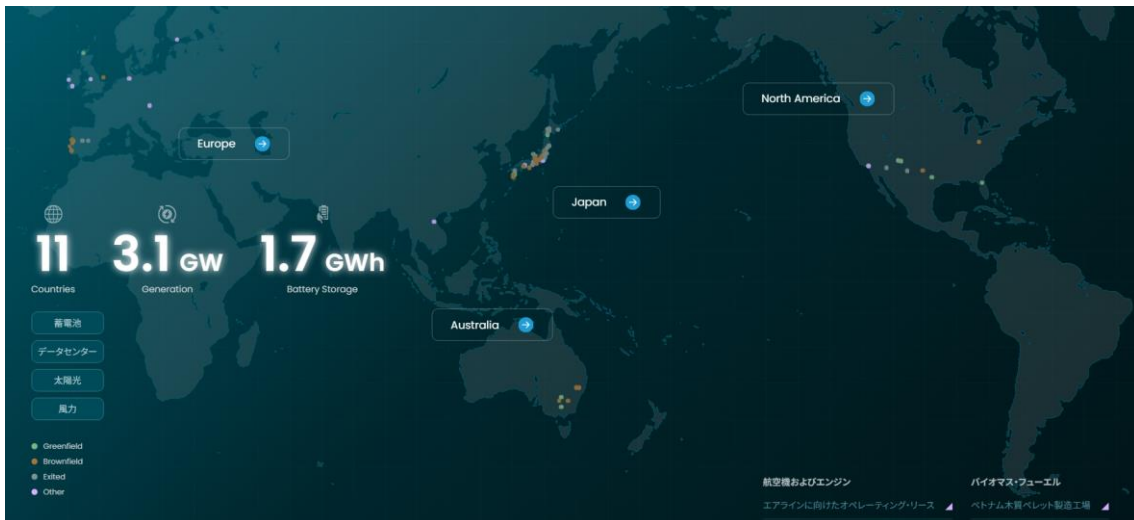 North America
Europe
Japan
11
3.1 GW
1.7 GWh
Countries
Generation
Battery Storage
Australia
蓄電池
データセンター
太陽光
風力
Greenfield
Brownfield
Exited
Other
航空機およびエンジン
エアラインに向けたオペレーティング・リース
バイオマス・フューエル
ベトナム木質ペレット製造工場